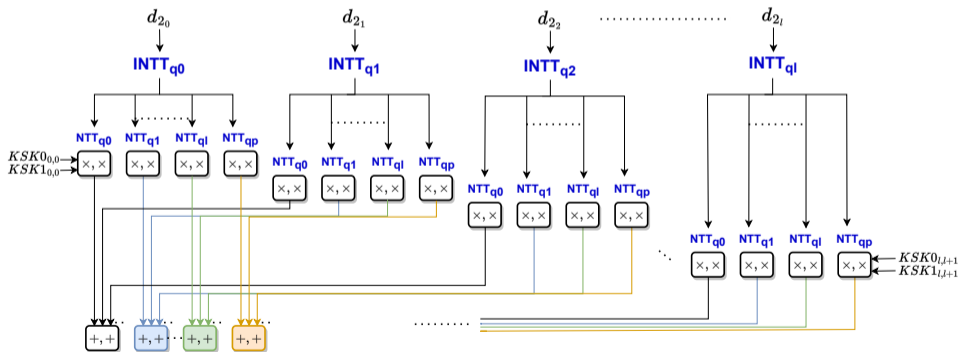 d₂₀ d₂₁ d₂₂ .................. d₂ₗ
INTTq0 INTTq1 INTTq2 INTTql
NTTq0 NTTq1 NTTql NTTqp
KSK0₀,₀ ×,× ×,× ×,× ×,×
KSK1₀,₀
NTTq0 NTTq1 NTTql NTTqp
×,× ×,× ×,× ×,×
NTTq0 NTTq1 NTTql NTTqp
×,× ×,× ×,× ×,×
NTTq0 NTTq1 NTTql NTTqp
×,× ×,× ×,× ×,× KSK0ₗ,ₗ₊₁
KSK1ₗ,ₗ₊₁
+,+ +,+ +,+ +,+